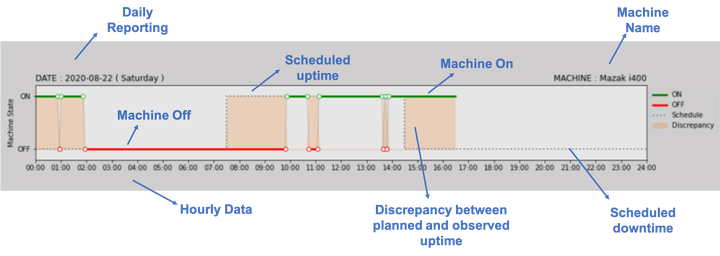 Daily
Reporting
Machine
Name
Scheduled
uptime
Machine On
DATE : 2020-08-22 ( Saturday )
MACHINE : Mazak i400
ON
Machine Off
OFF
Machine State
ON
OFF
Schedule
Discrepancy
00:00 01:00 02:00 03:00 04:00 05:00 06:00 07:00 08:00 09:00 10:00 11:00 12:00 13:00 14:00 15:00 16:00 17:00 18:00 19:00 20:00 21:00 22:00 23:00 24:00
Hourly Data
Discrepancy between
planned and observed
uptime
Scheduled
downtime